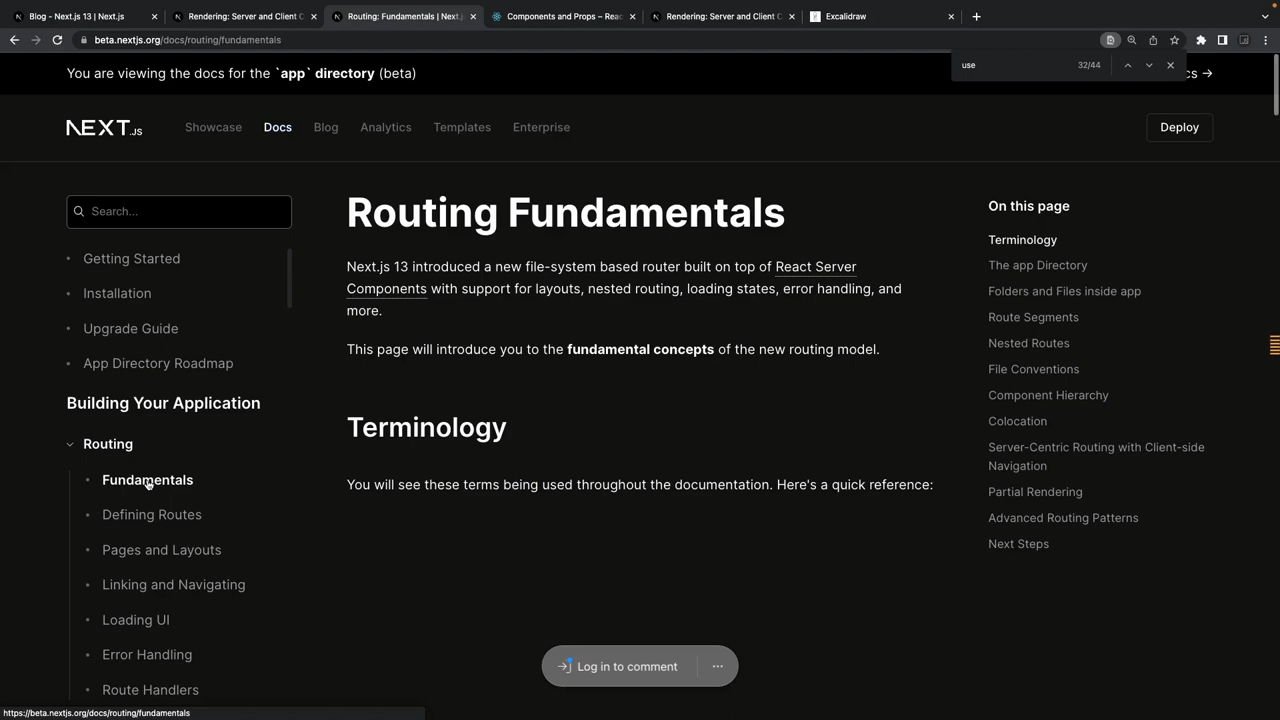 Blog - Next.js 13 | Next.js
Rendering: Server and Client C
Routing: Fundamentals | Next.
Components and Props – Reac
Rendering: Server and Client C
Excalidraw
beta.nextjs.org/docs/routing/fundamentals
You are viewing the docs for the `app` directory (beta)
use
32/44
cs →
NEXT.JS
Showcase
Docs
Blog
Analytics
Templates
Enterprise
Deploy
Search...
Getting Started
Installation
Upgrade Guide
App Directory Roadmap
Building Your Application
Routing
Fundamentals
Defining Routes
Pages and Layouts
Linking and Navigating
Loading UI
Error Handling
Route Handlers
Routing Fundamentals
Next.js 13 introduced a new file-system based router built on top of React Server
Components with support for layouts, nested routing, loading states, error handling, and
more.
This page will introduce you to the fundamental concepts of the new routing model.
Terminology
You will see these terms being used throughout the documentation. Here's a quick reference:
On this page
Terminology
The app Directory
Folders and Files inside app
Route Segments
Nested Routes
File Conventions
Component Hierarchy
Colocation
Server-Centric Routing with Client-side
Navigation
Partial Rendering
Advanced Routing Patterns
Next Steps
Log in to comment
https://beta.nextjs.org/docs/routing/fundamentals